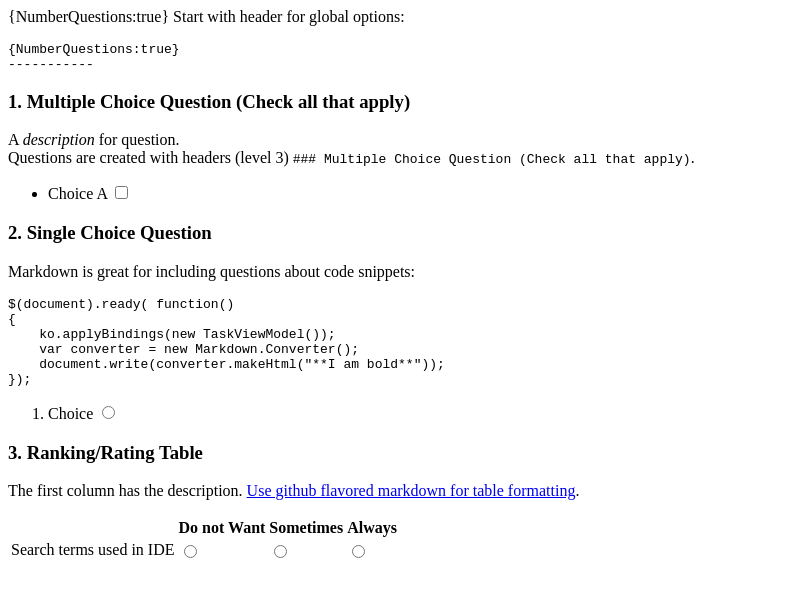 {NumberQuestions:true} Start with header for global options:
{NumberQuestions:true}
-----------
1. Multiple Choice Question (Check all that apply)
A description for question.
Questions are created with headers (level 3) ### Multiple Choice Question (Check all that apply).
Choice A
2. Single Choice Question
Markdown is great for including questions about code snippets:
$(document).ready( function()
{
    ko.applyBindings(new TaskViewModel());
    var converter = new Markdown.Converter();
    document.write(converter.makeHtml("**I am bold**"));
});
1. Choice
3. Ranking/Rating Table
The first column has the description. Use github flavored markdown for table formatting.
Do not Want Sometimes Always
Search terms used in IDE